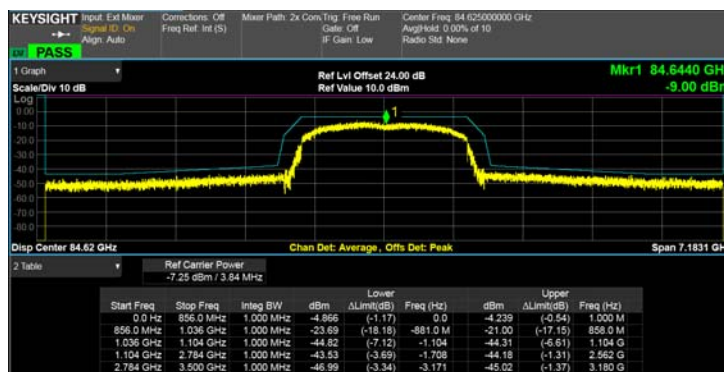 KEYSIGHT Input: Ext Mixer Corrections: Off Mixer Path: 2x Conv Trig: Free Run Center Freq: 84.625000000 GHz
Signal ID: On Freq Ref: Int (S) Gate: Off Avg|Hold: 0.00% of 10
Align: Auto IF Gain: Low Radio Std: None
PASS
1 Graph Ref Lvl Offset 24.00 dB Mkr1 84.6440 GH
Scale/Div 10 dB Ref Value 10.0 dBm -9.00 dBr
Log
0.00
-10.0
-20.0
-30.0
-40.0
-50.0
-60.0
-70.0
-80.0
1
Disp Center 84.62 GHz Chan Det: Average, Offs Det: Peak Span 7.1831 GH
2 Table Ref Carrier Power
-7.25 dBm / 3.84 MHz
Lower Upper
Start Freq Stop Freq Integ BW dBm ΔLimit(dB) Freq (Hz) dBm ΔLimit(dB) Freq (Hz)
0.0 Hz 856.0 MHz 1.000 MHz -4.866 (-1.17) 0.0 -4.239 (-0.54) 1.000 M
856.0 MHz 1.036 GHz 1.000 MHz -23.69 (-18.18) -881.0 M -21.00 (-17.15) 858.0 M
1.036 GHz 1.104 GHz 1.000 MHz -44.82 (-7.12) -1.104 -44.31 (-6.61) 1.104 G
1.104 GHz 2.784 GHz 1.000 MHz -43.53 (-3.69) -1.708 -44.18 (-1.31) 2.562 G
2.784 GHz 3.500 GHz 1.000 MHz -46.99 (-3.34) -3.171 -45.02 (-1.37) 3.180 G